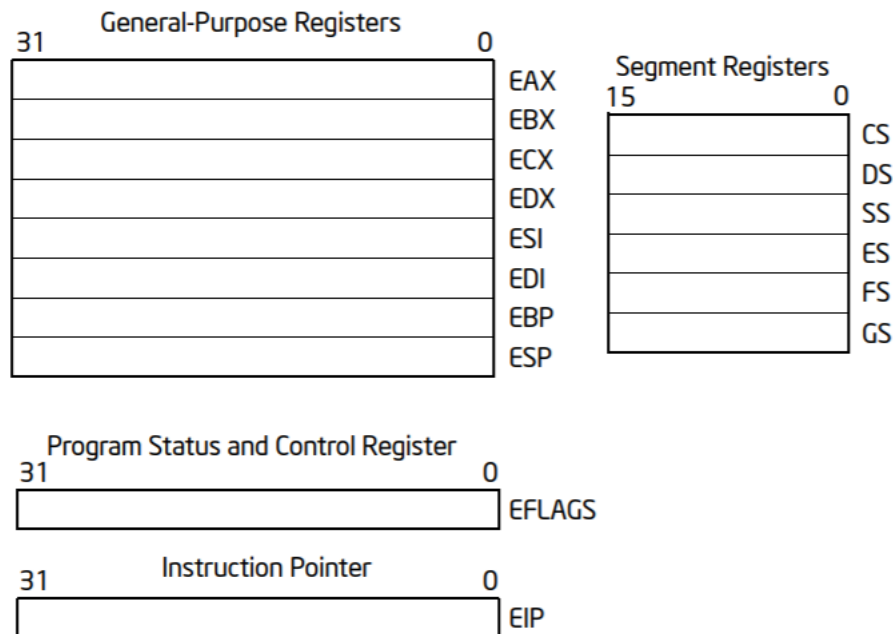 General-Purpose Registers
31 0
EAX
EBX
ECX
EDX
ESI
EDI
EBP
ESP
Segment Registers
15 0
CS
DS
SS
ES
FS
GS
Program Status and Control Register
31 0
EFLAGS
Instruction Pointer
31 0
EIP